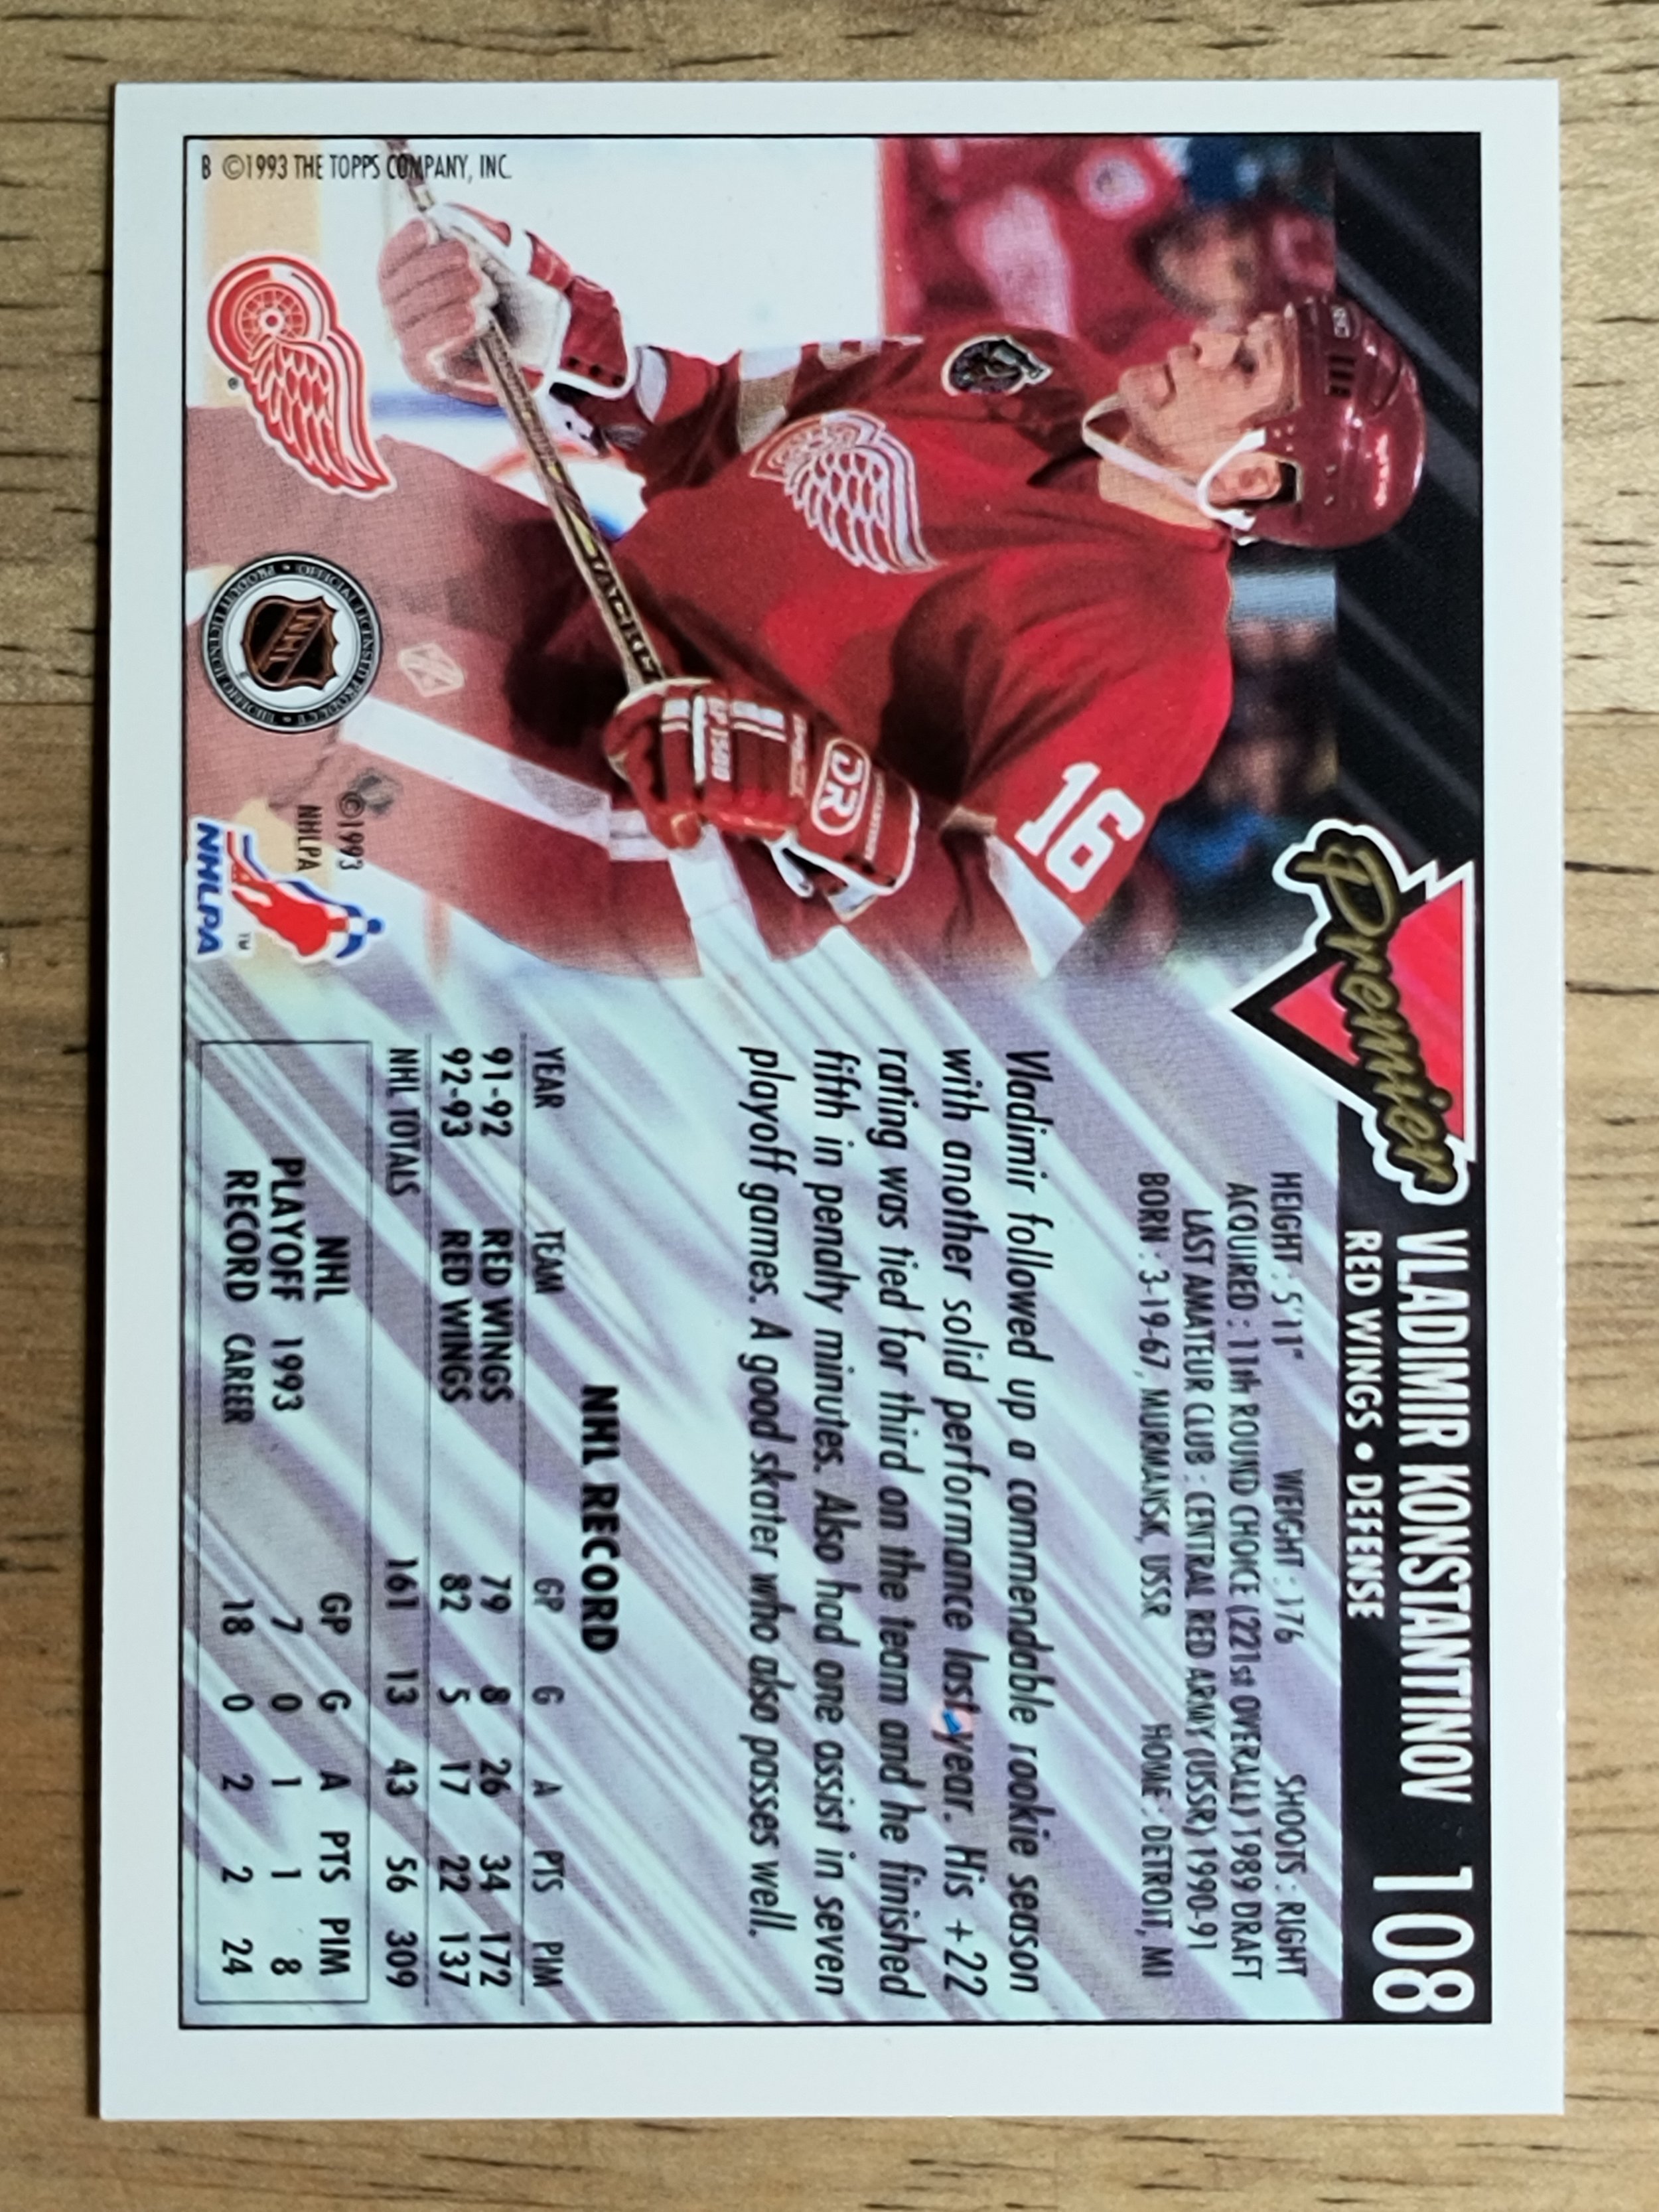 Premier
VLADIMIR KONSTANTINOV 108
RED WINGS • DEFENSE
HEIGHT : 5'11" WEIGHT : 176 SHOOTS : RIGHT
ACQUIRED : 11th ROUND CHOICE (221st OVERALL) 1989 DRAFT
LAST AMATEUR CLUB : CENTRAL RED ARMY (USSR) 1990-91
BORN : 3-19-67, MURMANSK, USSR HOME : DETROIT, MI
Vladimir followed up a commendable rookie season
with another solid performance last year. His +22
rating was tied for third on the team and he finished
fifth in penalty minutes. Also had one assist in seven
playoff games. A good skater who also passes well.
NHL RECORD
YEAR TEAM GP G A PTS PIM
91-92 RED WINGS 79 8 26 34 172
92-93 RED WINGS 82 5 17 22 137
NHL TOTALS 161 13 43 56 309
NHL GP G A PTS PIM
PLAYOFF 1993 7 0 1 1 8
RECORD CAREER 18 0 2 2 24
16
DR
B ©1993 THE TOPPS COMPANY, INC.
OFFICIAL LICENSED PRODUCT
NHL
©1993
NHLPA
NHLPA
TM